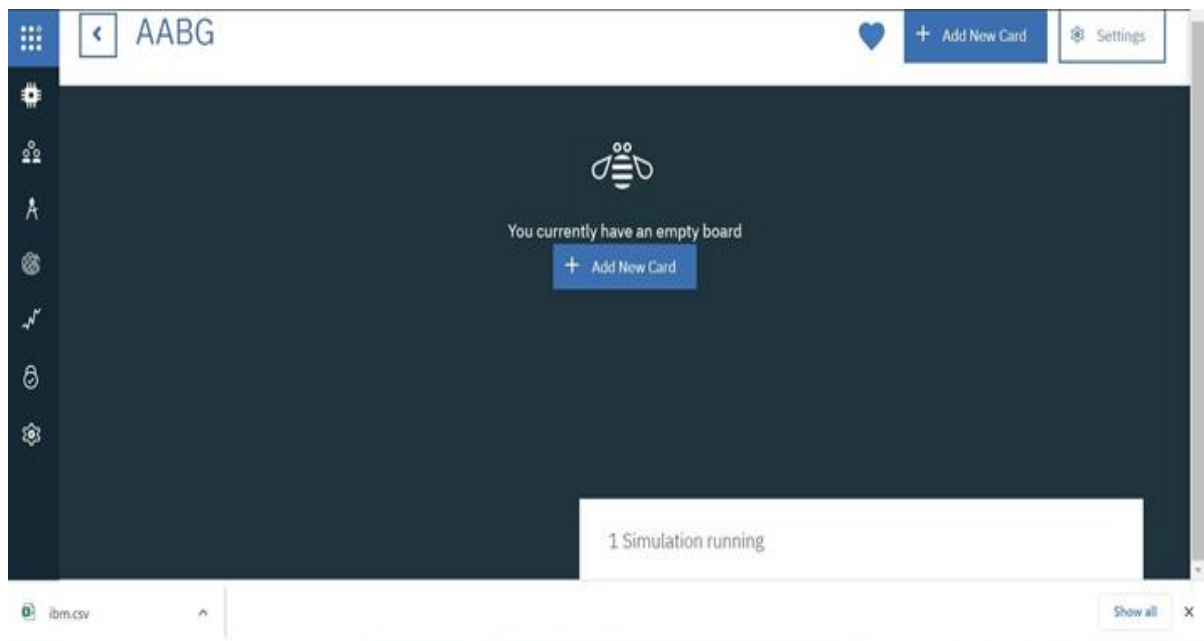 AABG
+ Add New Card
Settings
You currently have an empty board
+ Add New Card
1 Simulation running
ibm.csv
Show all
X